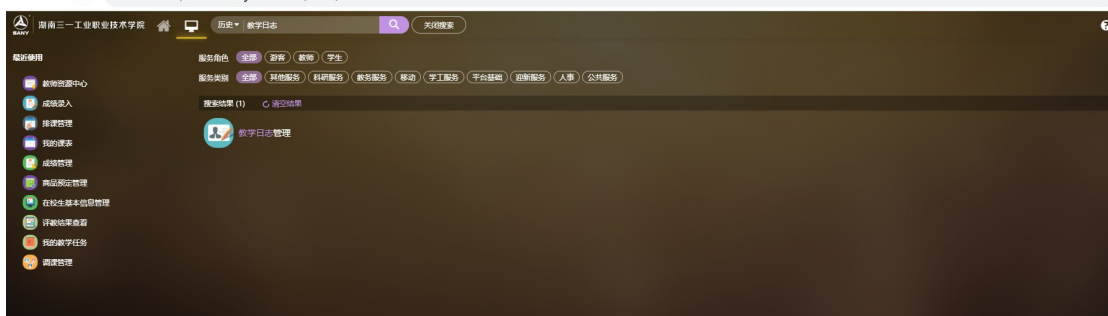 SANY 湖南三一工业职业技术学院 历史 教学日志 关闭搜索 ?
最近使用
服务角色 全部 游客 教师 学生
服务类别 全部 其他服务 科研服务 教务服务 移动 学工服务 平台基础 迎新服务 人事 公共服务
教师资源中心
成绩录入
搜索结果 (1) 清空结果
排课管理
教学日志管理
我的课表
成绩管理
商品预定管理
在校生基本信息管理
评教结果查看
我的教学任务
调课管理